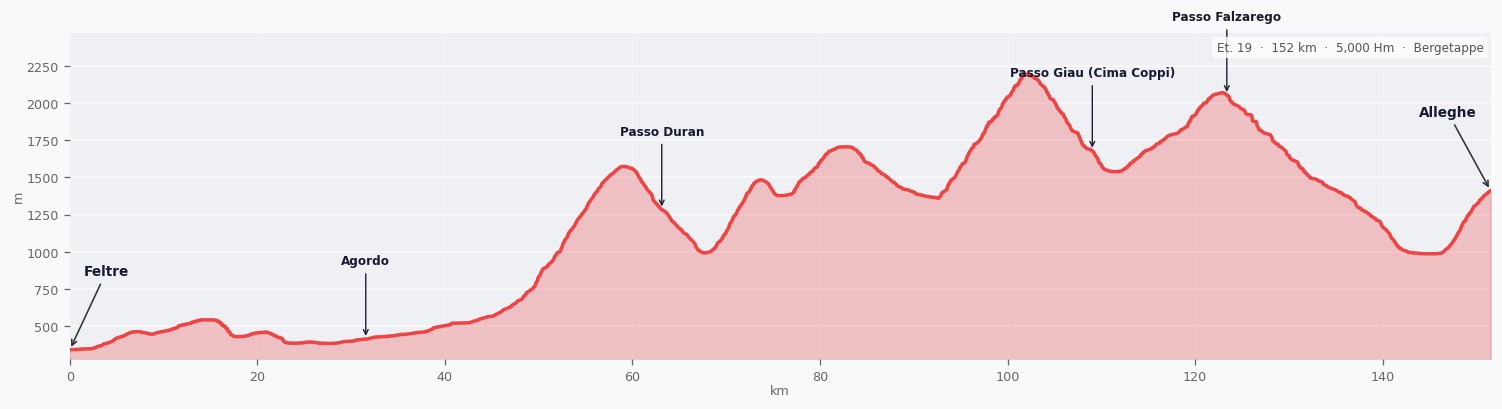 Passo Falzarego
Et. 19 · 152 km · 5,000 Hm · Bergetappe
Passo Giau (Cima Coppi)
Alleghe
Passo Duran
Agordo
Feltre
2250
2000
1750
1500
1250
1000
750
500
m
0 20 40 60 80 100 120 140
km